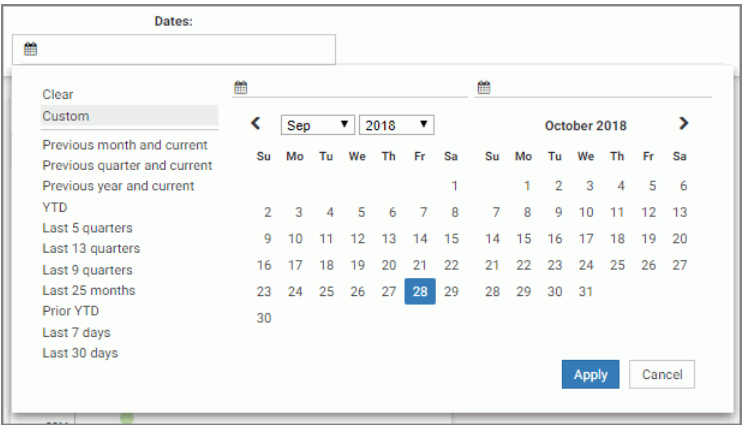 Dates:
Clear
Custom
Previous month and current
Previous quarter and current
Previous year and current
YTD
Last 5 quarters
Last 13 quarters
Last 9 quarters
Last 25 months
Prior YTD
Last 7 days
Last 30 days
Sep 2018
Su Mo Tu We Th Fr Sa
1
2 3 4 5 6 7 8
9 10 11 12 13 14 15
16 17 18 19 20 21 22
23 24 25 26 27 28 29
30
October 2018
Su Mo Tu We Th Fr Sa
1 2 3 4 5 6
7 8 9 10 11 12 13
14 15 16 17 18 19 20
21 22 23 24 25 26 27
28 29 30 31
Apply Cancel